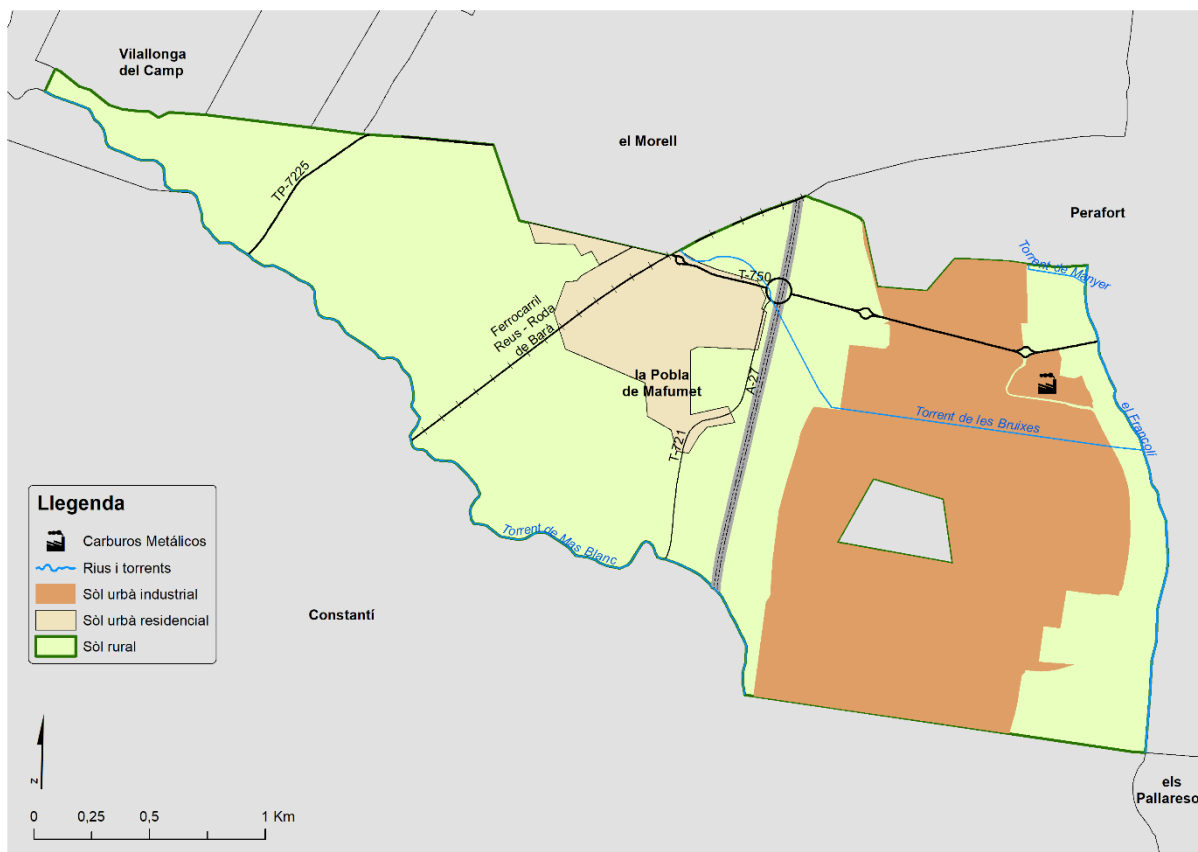 Vilallonga
del Camp
el Morell
Perafort
TP-7225
Torrent de Menyer
T-750
Ferrocarril
Reus - Roda
de Barà
la Pobla
de Mafumet
A-27
el Francolí
Torrent de les Bruixes
T-721
Torrent de Mas Blanc
Constantí
els
Pallareso
Llegenda
Carburos Metálicos
Rius i torrents
Sòl urbà industrial
Sòl urbà residencial
Sòl rural
z
0 0,25 0,5 1 Km